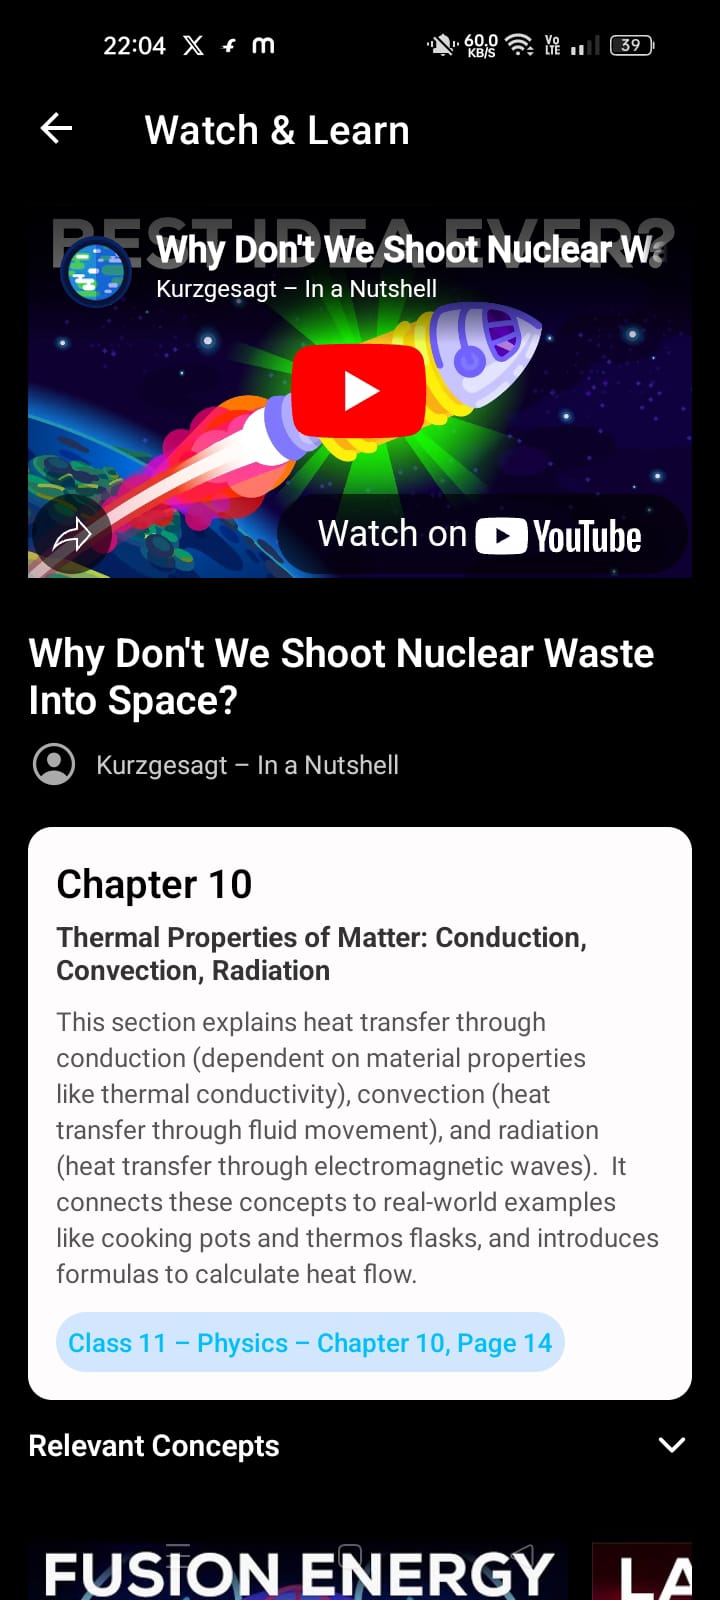 22:04
60.0
KB/S
Vo
LTE
39
Watch & Learn
BEST IDEA EVER?
Why Don't We Shoot Nuclear W
Kurzgesagt – In a Nutshell
Watch on YouTube
Why Don't We Shoot Nuclear Waste
Into Space?
Kurzgesagt – In a Nutshell
Chapter 10
Thermal Properties of Matter: Conduction,
Convection, Radiation
This section explains heat transfer through
conduction (dependent on material properties
like thermal conductivity), convection (heat
transfer through fluid movement), and radiation
(heat transfer through electromagnetic waves).  It
connects these concepts to real-world examples
like cooking pots and thermos flasks, and introduces
formulas to calculate heat flow.
Class 11 – Physics – Chapter 10, Page 14
Relevant Concepts
FUSION ENERGY
LA